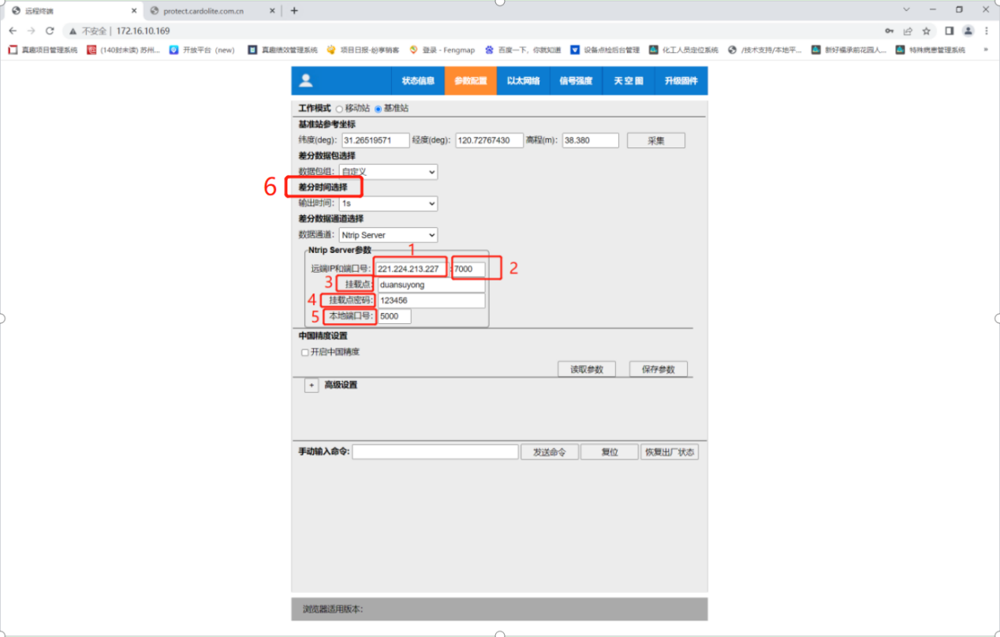 远程终端 protect.cardolite.com.cn
不安全 172.16.10.169
真趣项目管理系统 (140封未读) 苏州... 开放平台 (new) 真趣绩效管理系统 项目日报-纷享销客 登录 - Fengmap 百度一下，你就知道 设备点检后台管理 化工人员定位系统 /技术支持/本地平... 新好福承前花园人... 特殊病患管理系统 »
状态信息 参数配置 以太网络 信号强度 天空图 升级固件
工作模式 移动站 基准站
基准站参考坐标
纬度(deg): 31.26519571 经度(deg): 120.72767430 高程(m): 38.380 采集
差分数据包选择
数据包组: 自定义
6 差分时间选择
输出时间: 1s
差分数据通道选择
数据通道: Ntrip Server
Ntrip Server参数 1
远端IP和端口号: 221.224.213.227 : 7000 2
3 挂载点: duansuyong
4 挂载点密码: 123456
5 本地端口号: 5000
中国精度设置
开启中国精度
读取参数 保存参数
+ 高级设置
手动输入命令: 发送命令 复位 恢复出厂状态
浏览器适用版本: